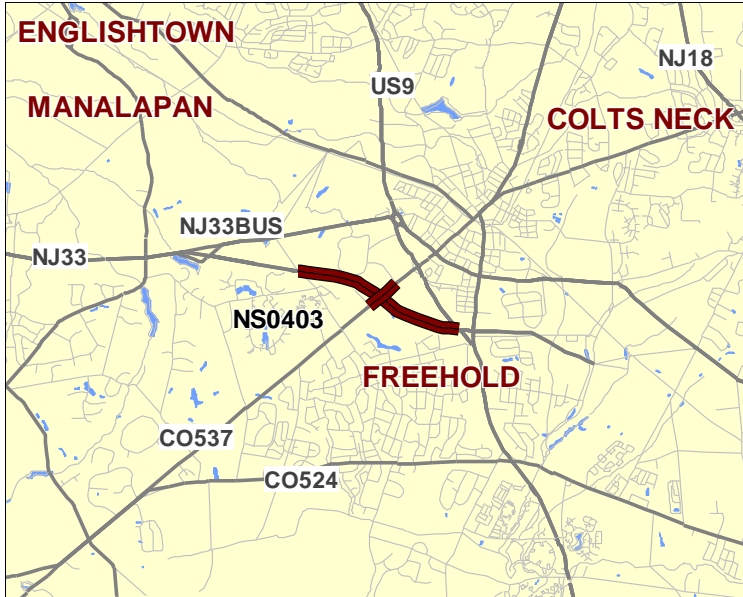 ENGLISHTOWN
NJ18
US9
MANALAPAN
COLTS NECK
NJ33BUS
NJ33
NS0403
FREEHOLD
CO537
CO524